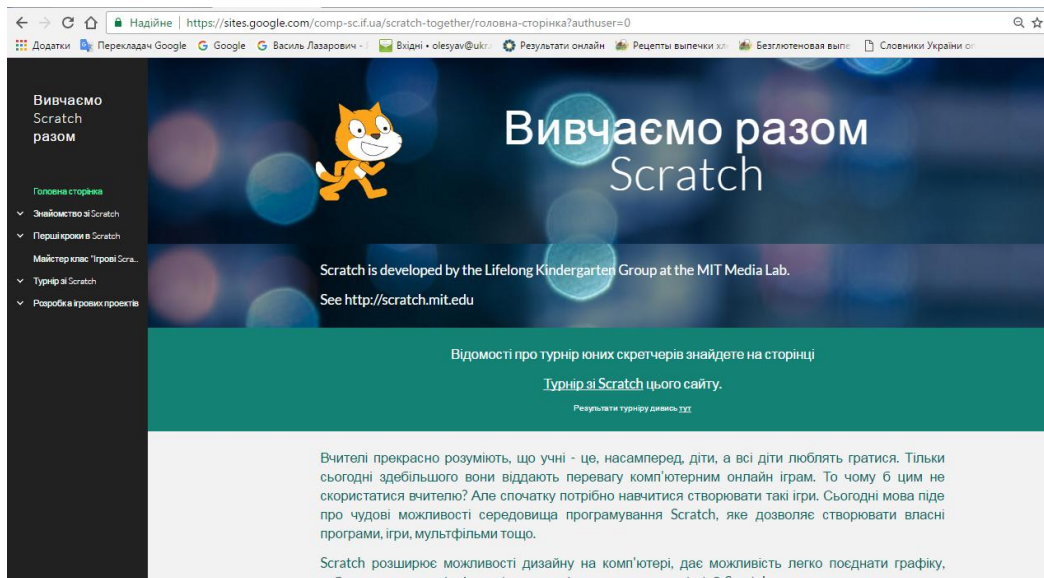 Надійне | https://sites.google.com/comp-sc.if.ua/scratch-together/головна-сторінка?authuser=0
Додатки Перекладач Google Google Василь Лазарович - Вхідні • olesyav@ukr. Результати онлайн Рецепты выпечки хл Безглютеновая выпе Словники України
Вивчаємо
Scratch
разом
Головна сторінка
Знайомство зі Scratch
Перші кроки в Scratch
Майстер клас "Ігрові Scra...
Турнір зі Scratch
Розробка ігрових проектів
Вивчаємо разом
Scratch
Scratch is developed by the Lifelong Kindergarten Group at the MIT Media Lab.
See http://scratch.mit.edu
Відомості про турнір юних скретчерів знайдете на сторінці
Турнір зі Scratch цього сайту.
Результати турніру дивись тут
Вчителі прекрасно розуміють, що учні - це, насамперед, діти, а всі діти люблять гратися. Тільки
сьогодні здебільшого вони віддають перевагу комп'ютерним онлайн іграм. То чому б цим не
скористатися вчителю? Але спочатку потрібно навчитися створювати такі ігри. Сьогодні мова піде
про чудові можливості середовища програмування Scratch, яке дозволяє створювати власні
програми, ігри, мультфільми тощо.
Scratch розширює можливості дизайну на комп'ютері, дає можливість легко поєднати графіку,